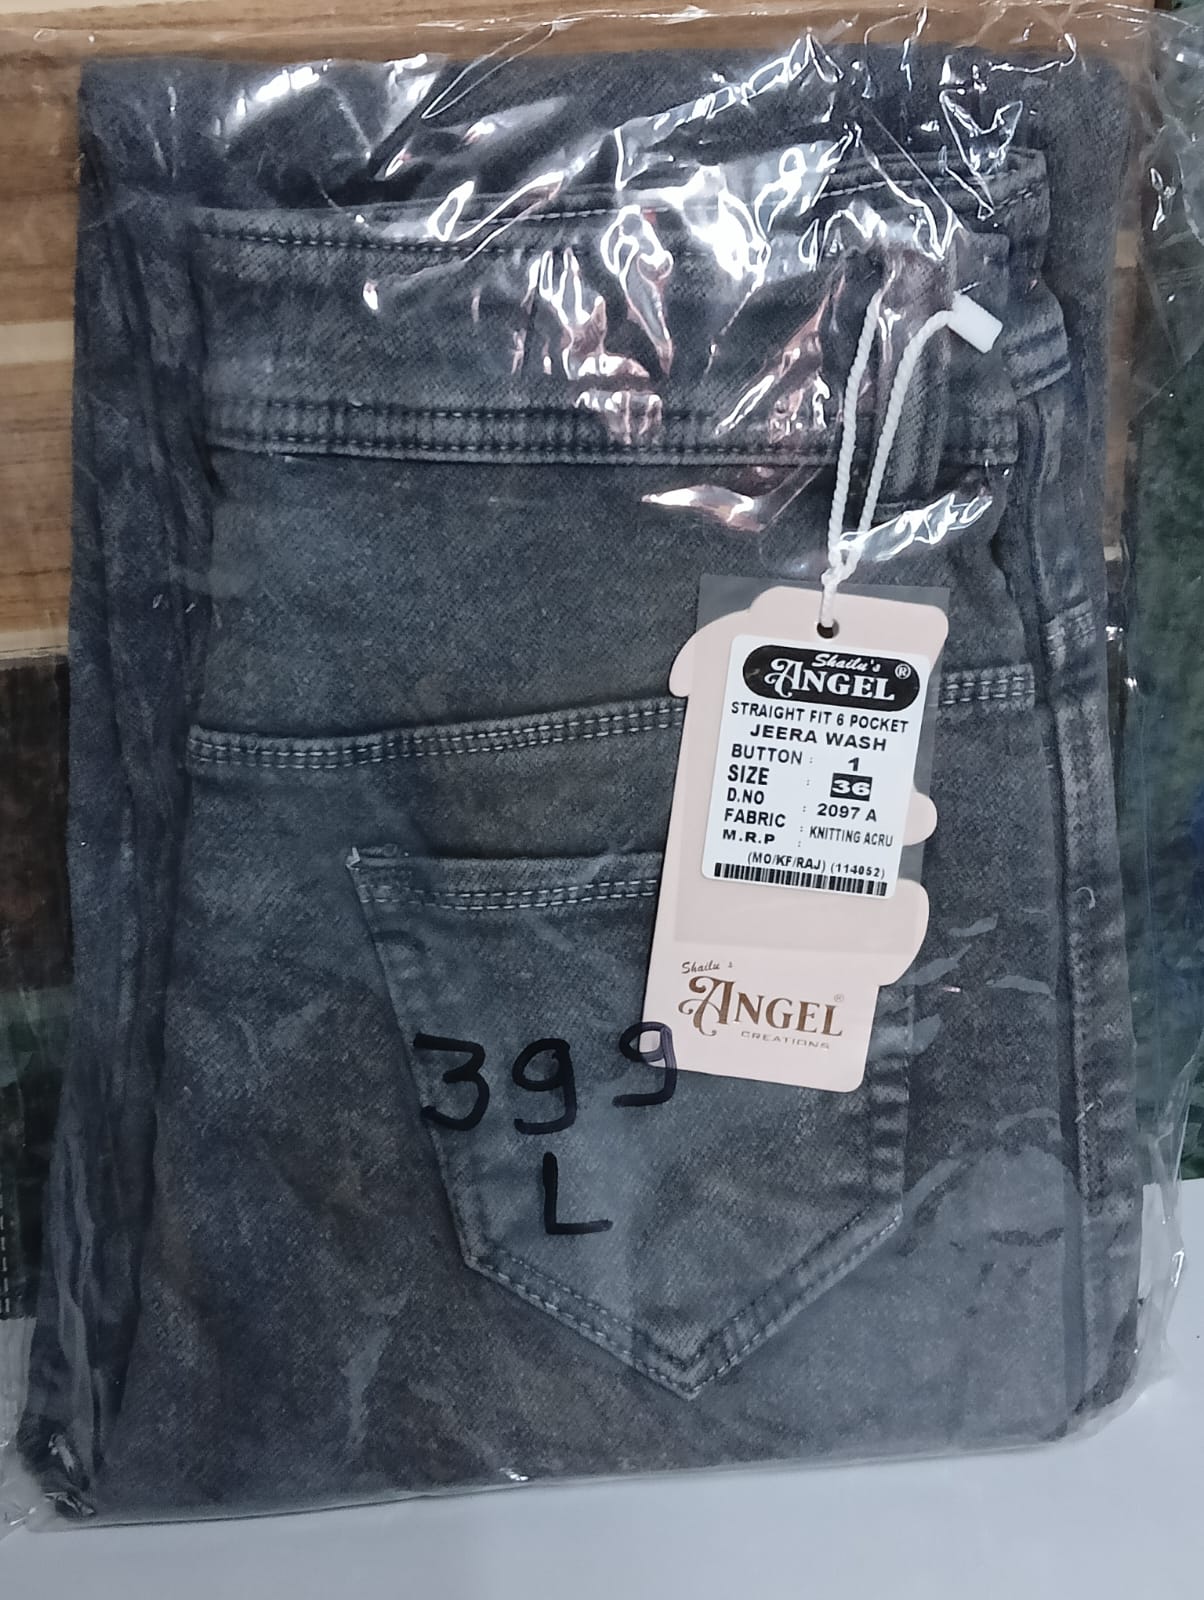 Shailu's
ANGEL ®
STRAIGHT FIT 6 POCKET
JEERA WASH
BUTTON : 1
SIZE : 36
D.NO : 2097 A
FABRIC : KNITTING ACRU
M.R.P :
(MO/KF/RAJ) (114052)
Shailu's
ANGEL ®
CREATIONS
399
L